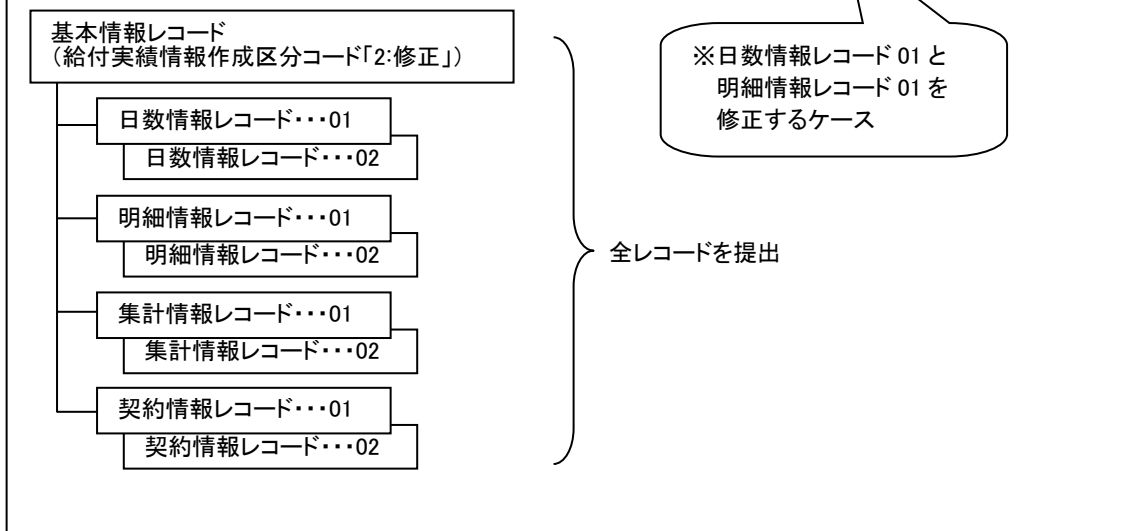 基本情報レコード
(給付実績情報作成区分コード「2:修正」)
日数情報レコード・・・01
日数情報レコード・・・02
明細情報レコード・・・01
明細情報レコード・・・02
集計情報レコード・・・01
集計情報レコード・・・02
契約情報レコード・・・01
契約情報レコード・・・02
全レコードを提出
※日数情報レコード 01 と
明細情報レコード 01 を
修正するケース